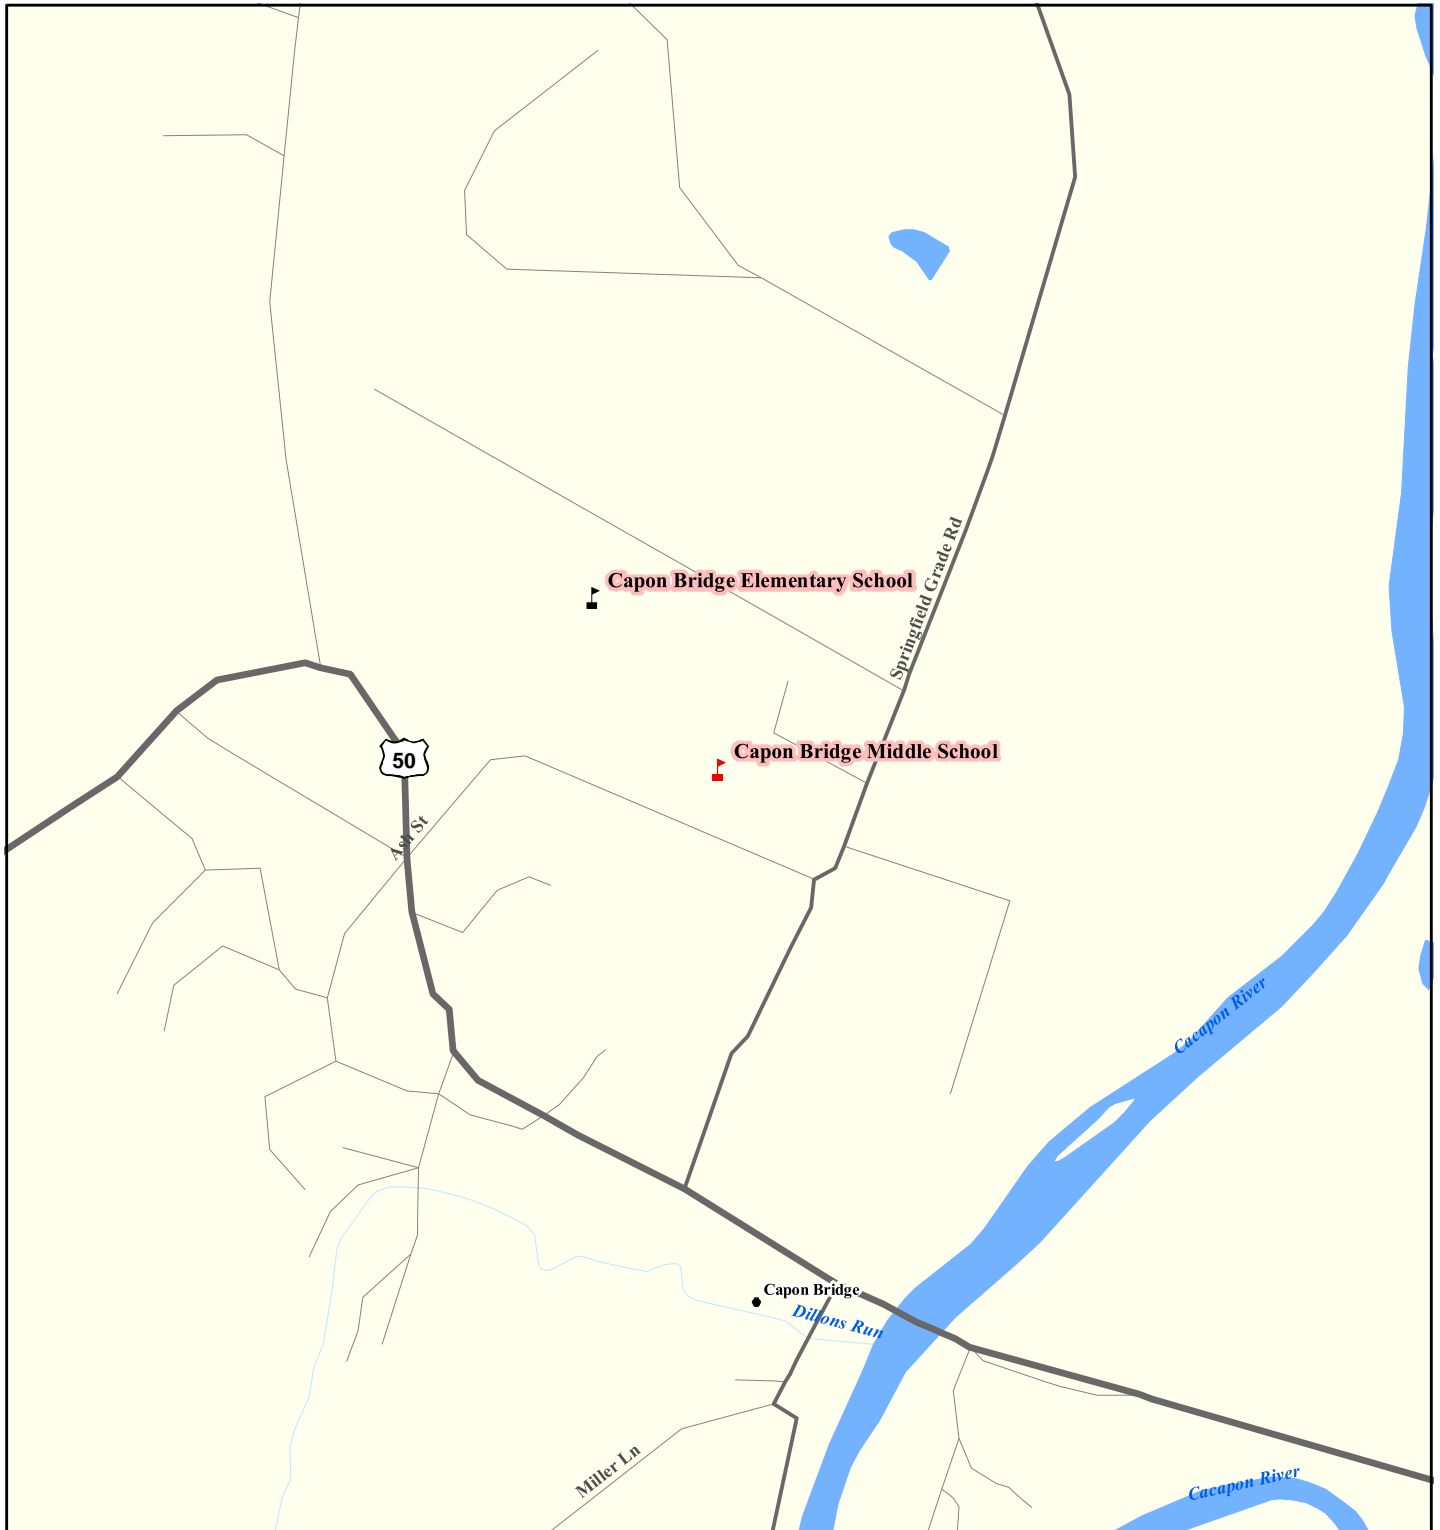 Springfield Grade Rd
Capon Bridge Elementary School
Capon Bridge Middle School
50
Ash St
Cacapon River
Capon Bridge
Dillons Run
Miller Ln
Cacapon River